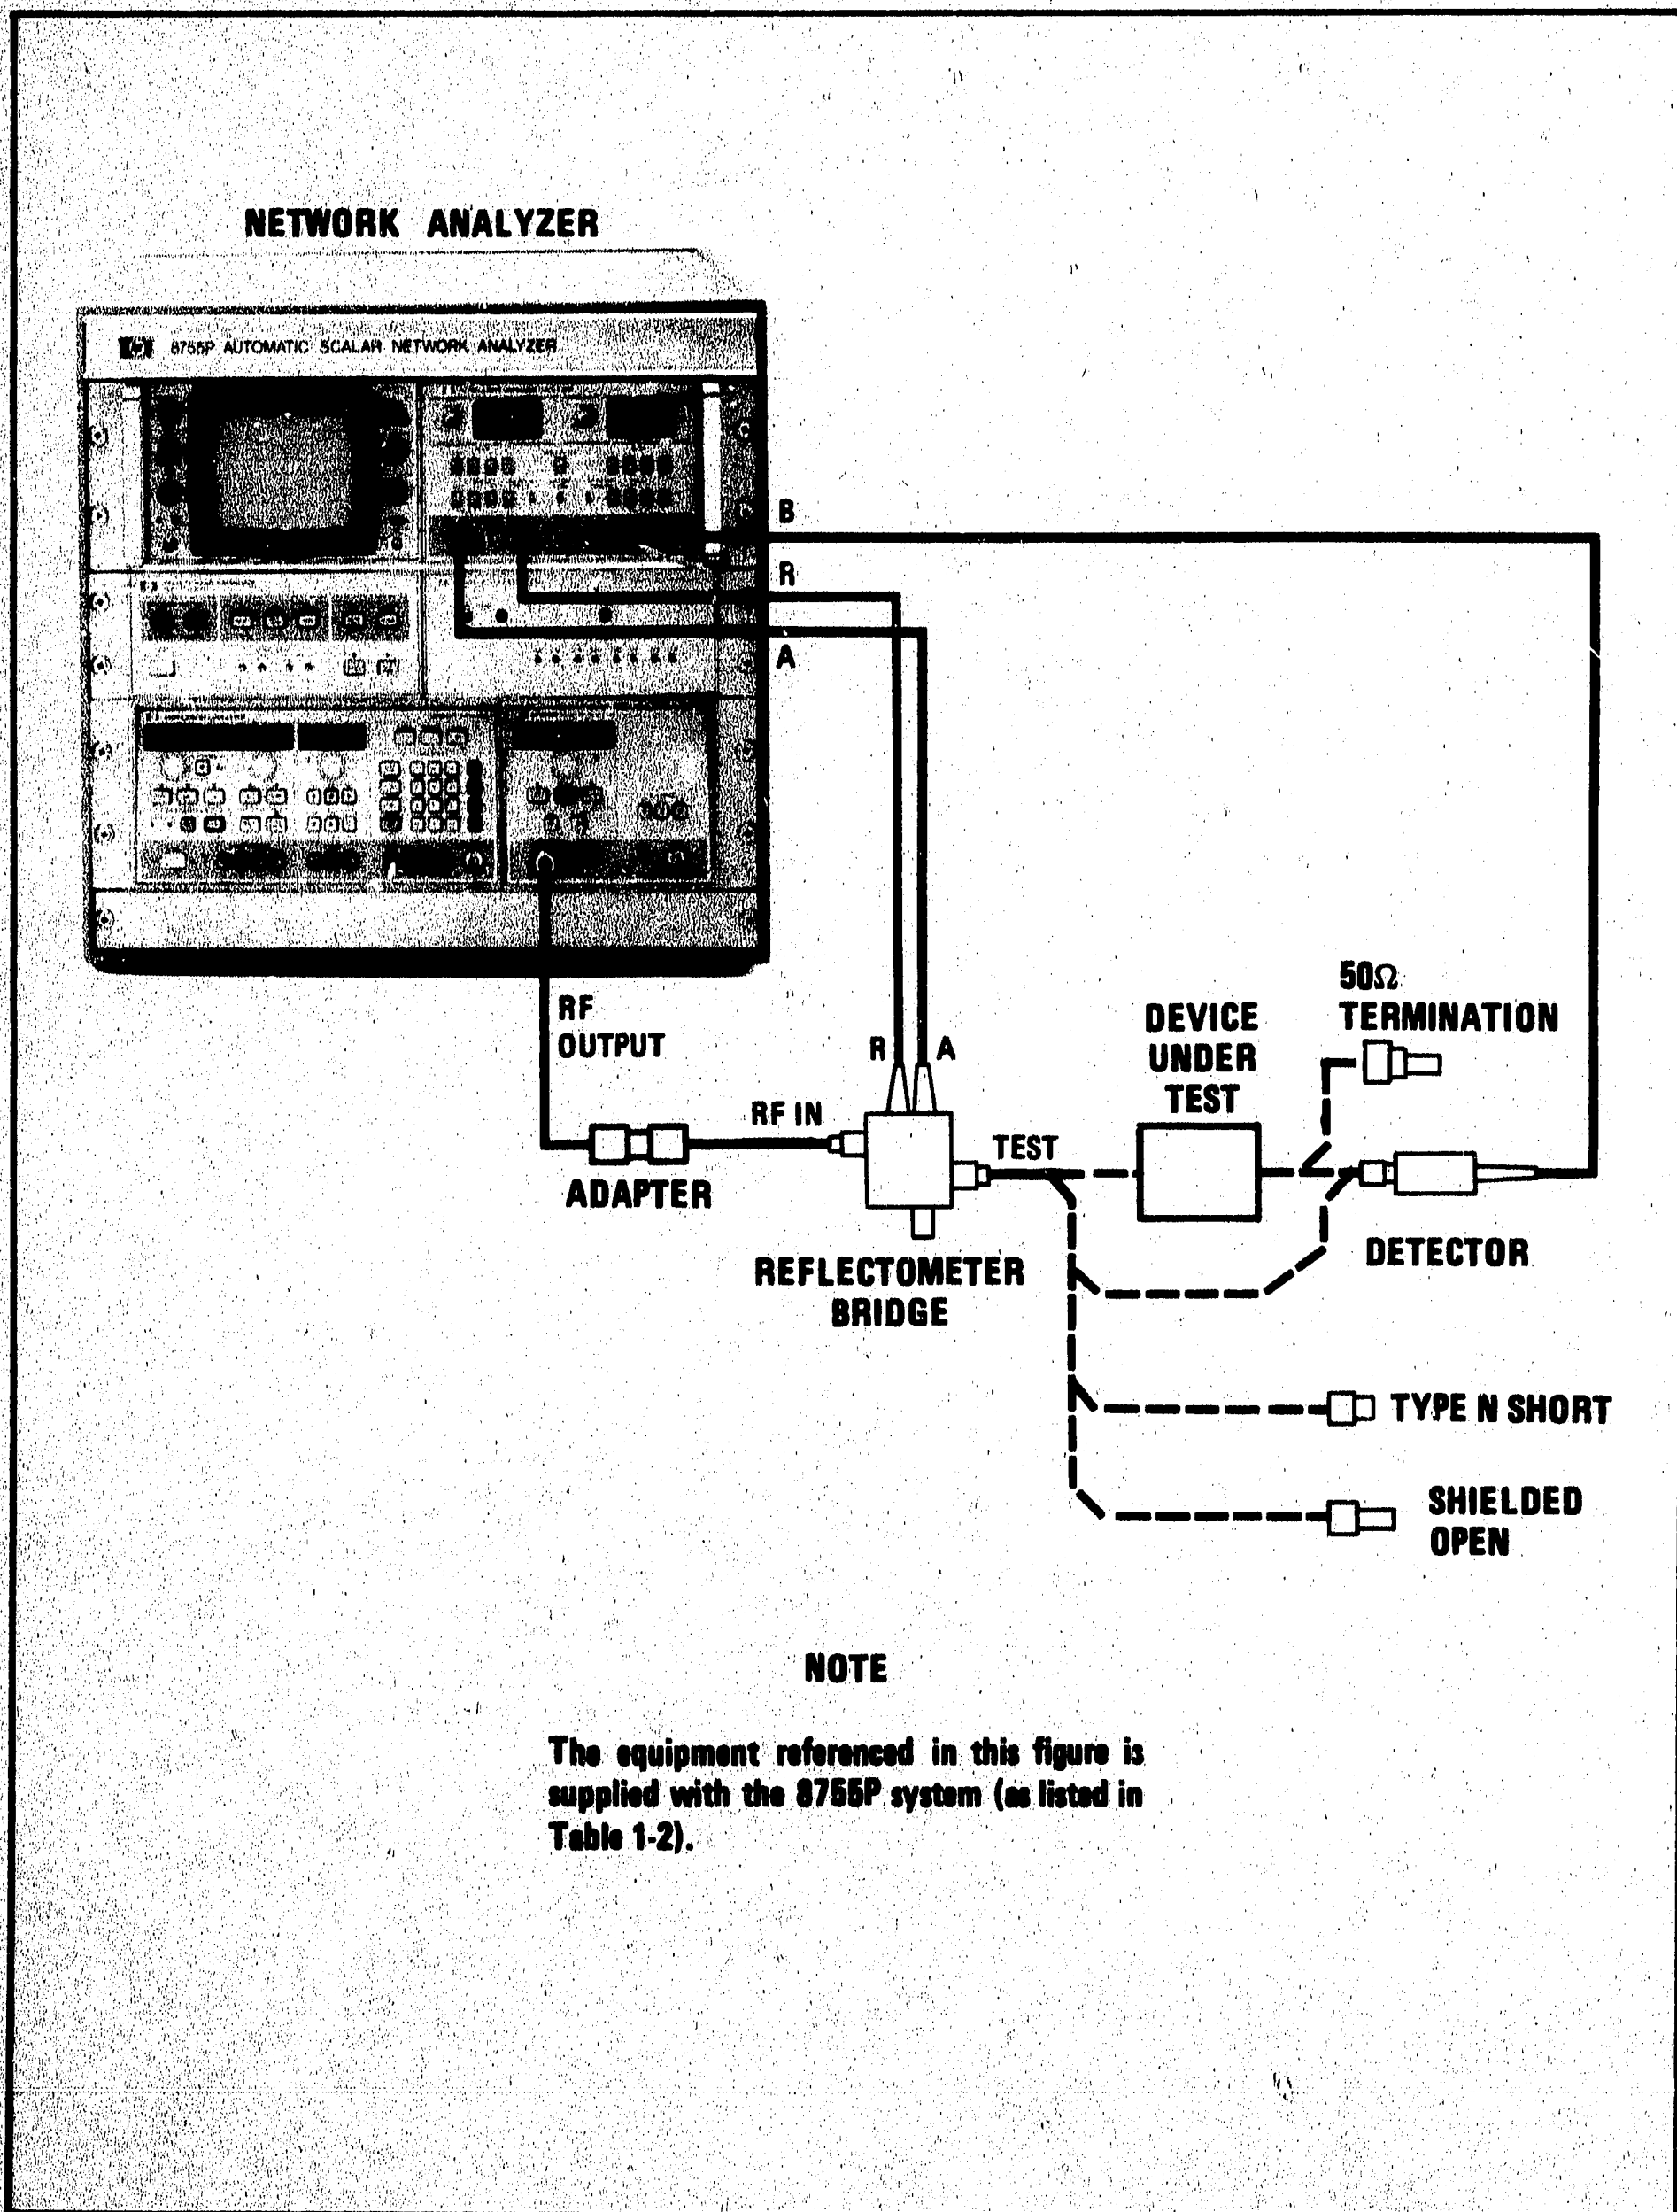 NETWORK ANALYZER
hp 8755P AUTOMATIC SCALAR NETWORK ANALYZER
B
R
A
RF
OUTPUT
R A
RF IN
ADAPTER
REFLECTOMETER
BRIDGE
TEST
DEVICE
UNDER
TEST
50Ω
TERMINATION
DETECTOR
TYPE N SHORT
SHIELDED
OPEN
NOTE
The equipment referenced in this figure is
supplied with the 8755P system (as listed in
Table 1-2).